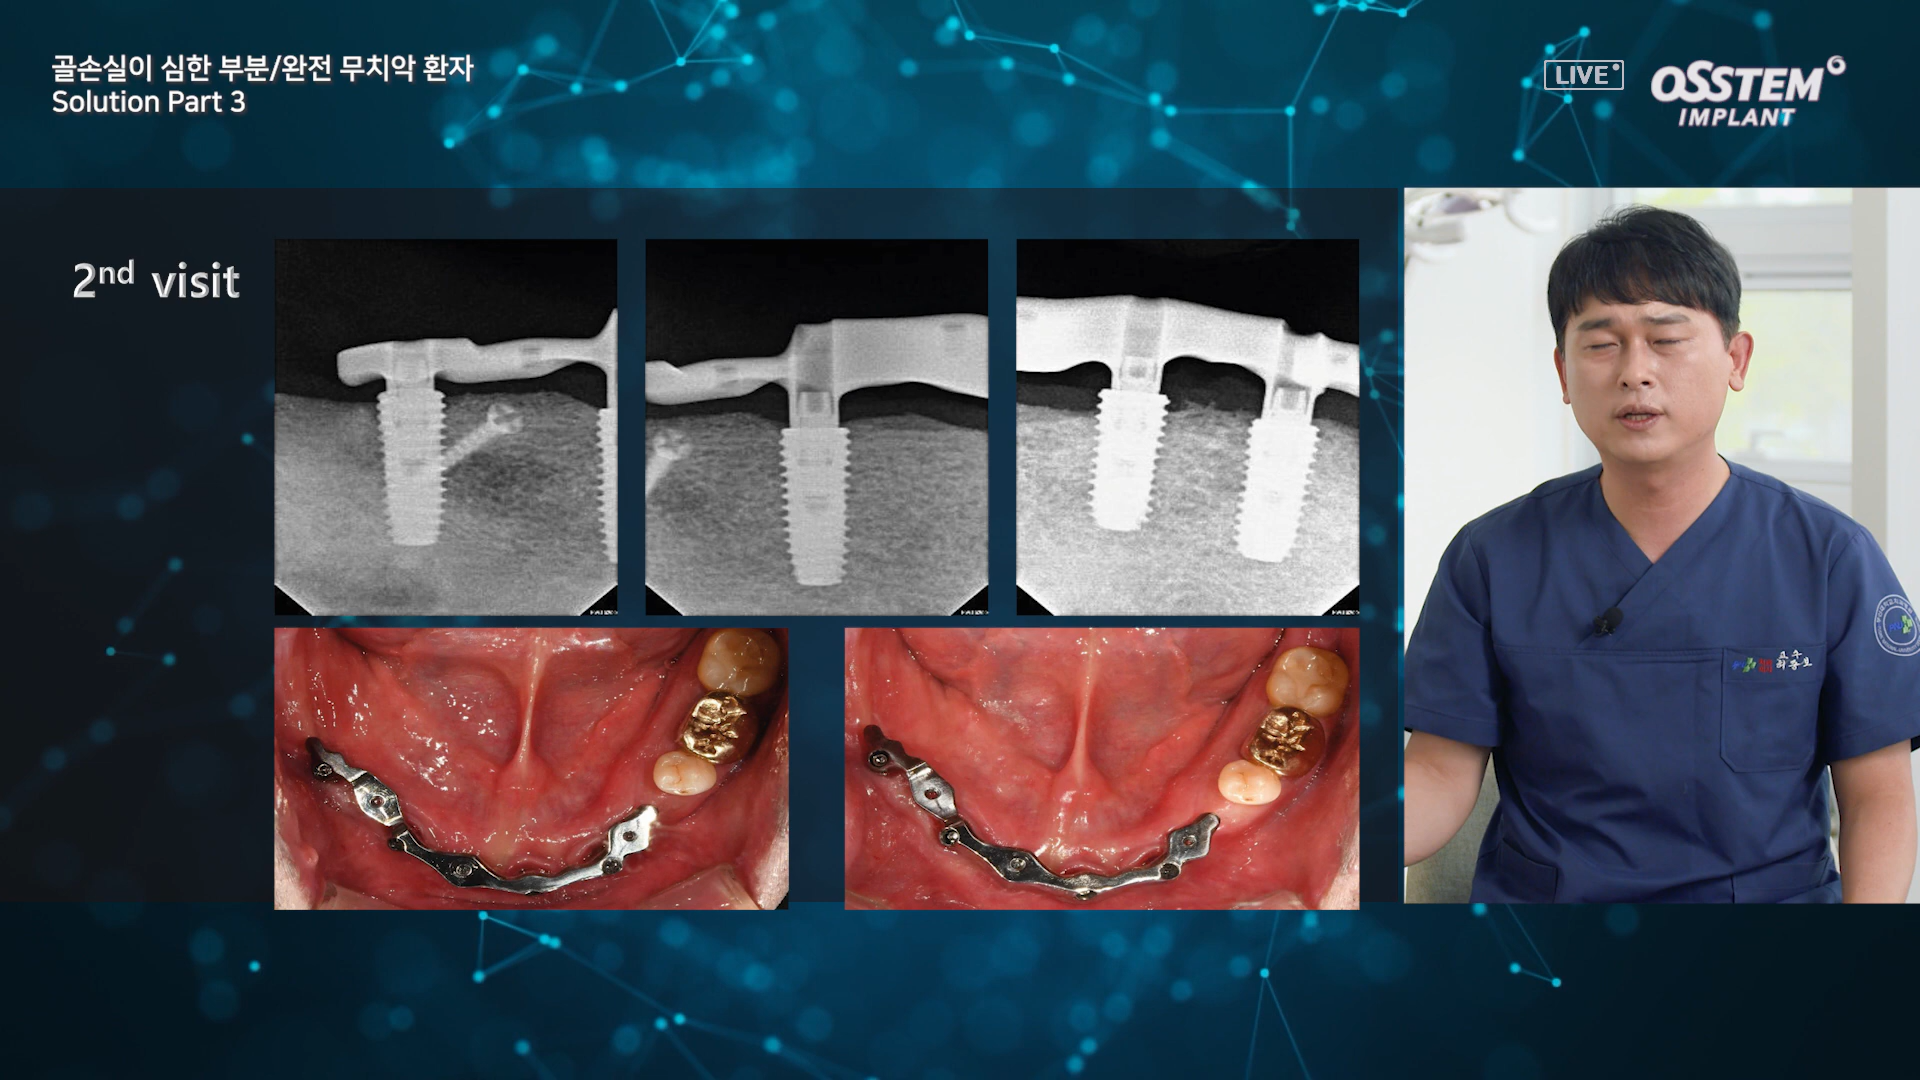 골손실이 심한 부분/완전 무치악 환자
Solution Part 3
LIVE
OSSTEM
IMPLANT
2nd visit